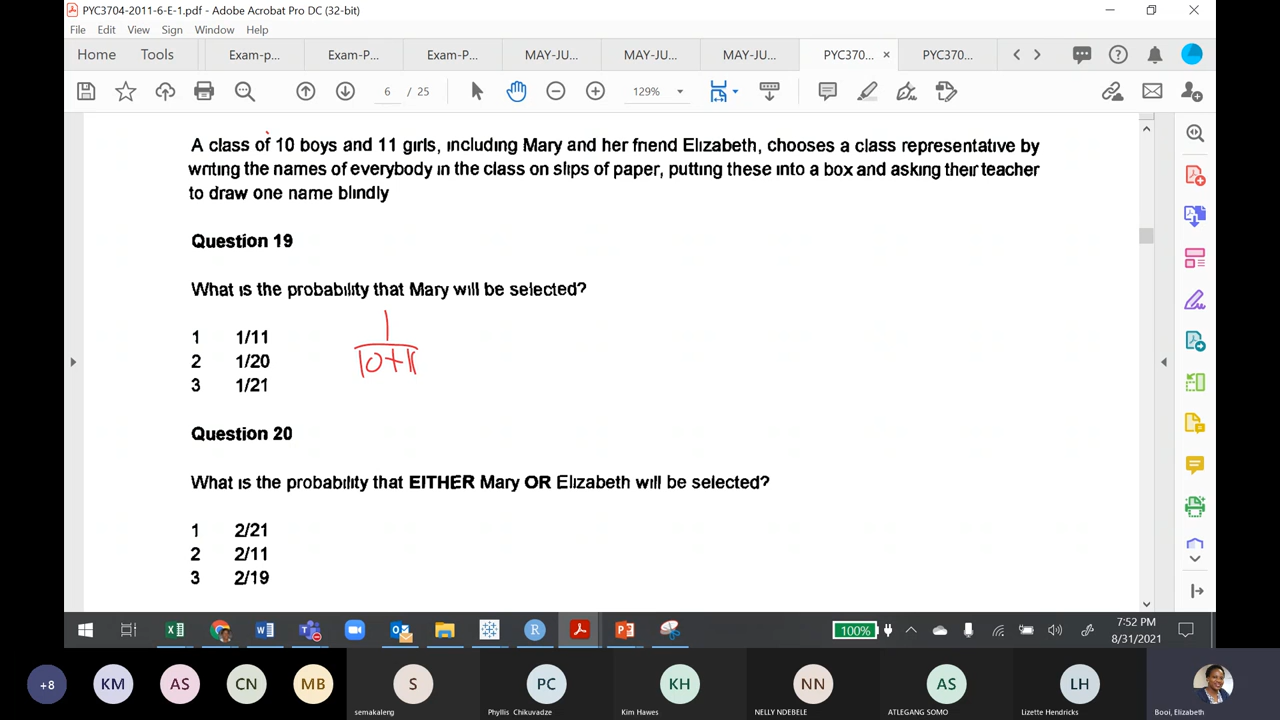 PYC3704-2011-6-E-1.pdf - Adobe Acrobat Pro DC (32-bit)
File Edit View Sign Window Help
Home Tools Exam-p... Exam-P... Exam-P... MAY-JU... MAY-JU... MAY-JU... PYC370... × PYC370...
6 / 25 129%
A class of 10 boys and 11 girls, including Mary and her friend Elizabeth, chooses a class representative by
writing the names of everybody in the class on slips of paper, putting these into a box and asking their teacher
to draw one name blindly
Question 19
What is the probability that Mary will be selected?
1 1/11
2 1/20
3 1/21
1
10+11
Question 20
What is the probability that EITHER Mary OR Elizabeth will be selected?
1 2/21
2 2/11
3 2/19
100%
7:52 PM
8/31/2021
+8 KM AS CN MB S PC KH NN AS LH
semakaleng Phyllis Chikuvadze Kim Hawes NELLY NDEBELE ATLEGANG SOMO Lizette Hendricks Booi, Elizabeth